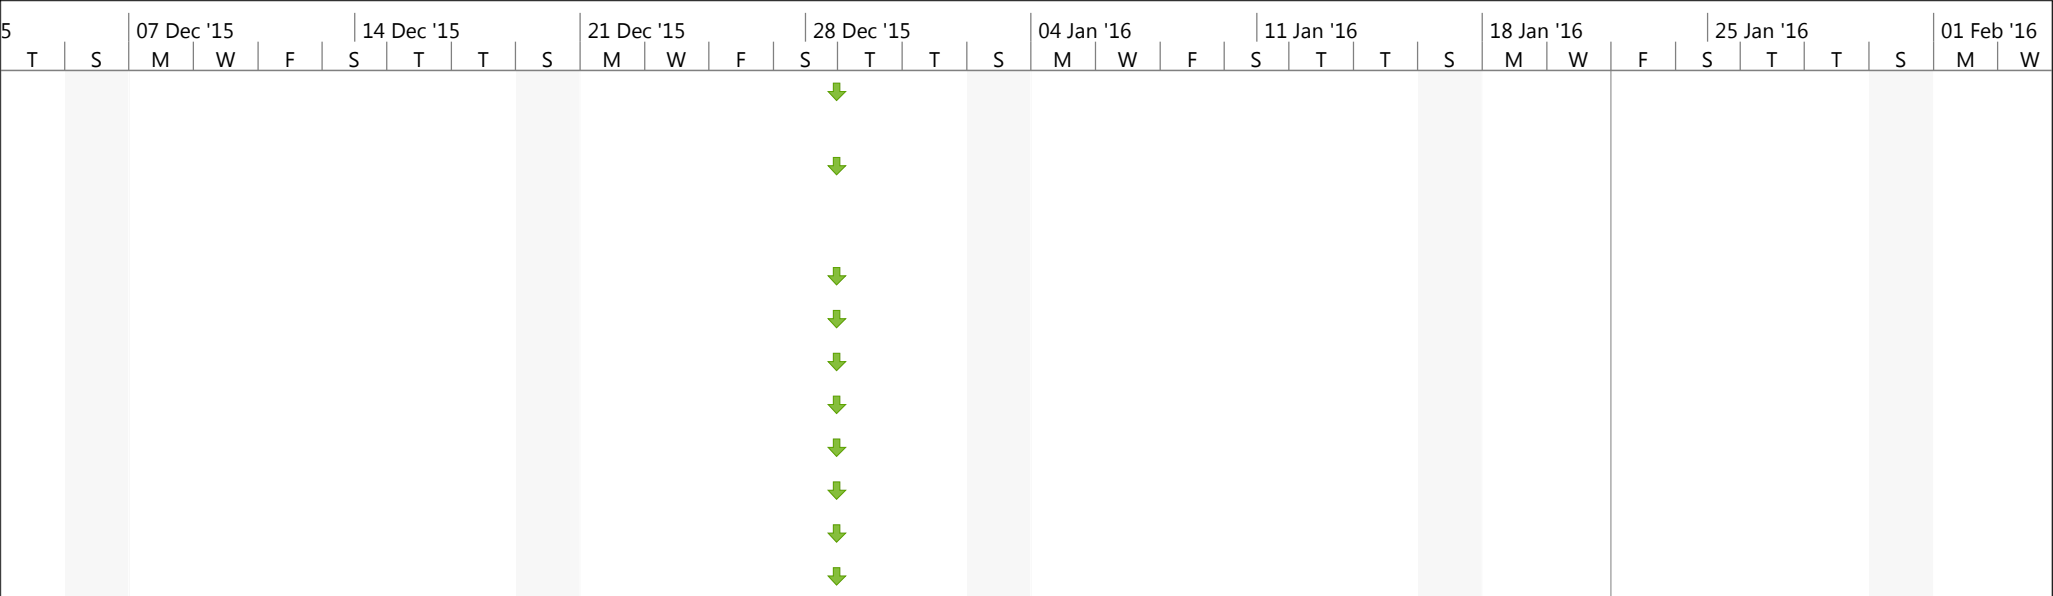 5 07 Dec '15 14 Dec '15 21 Dec '15 28 Dec '15 04 Jan '16 11 Jan '16 18 Jan '16 25 Jan '16 01 Feb '16
T S M W F S T T S M W F S T T S M W F S T T S M W F S T T S M W